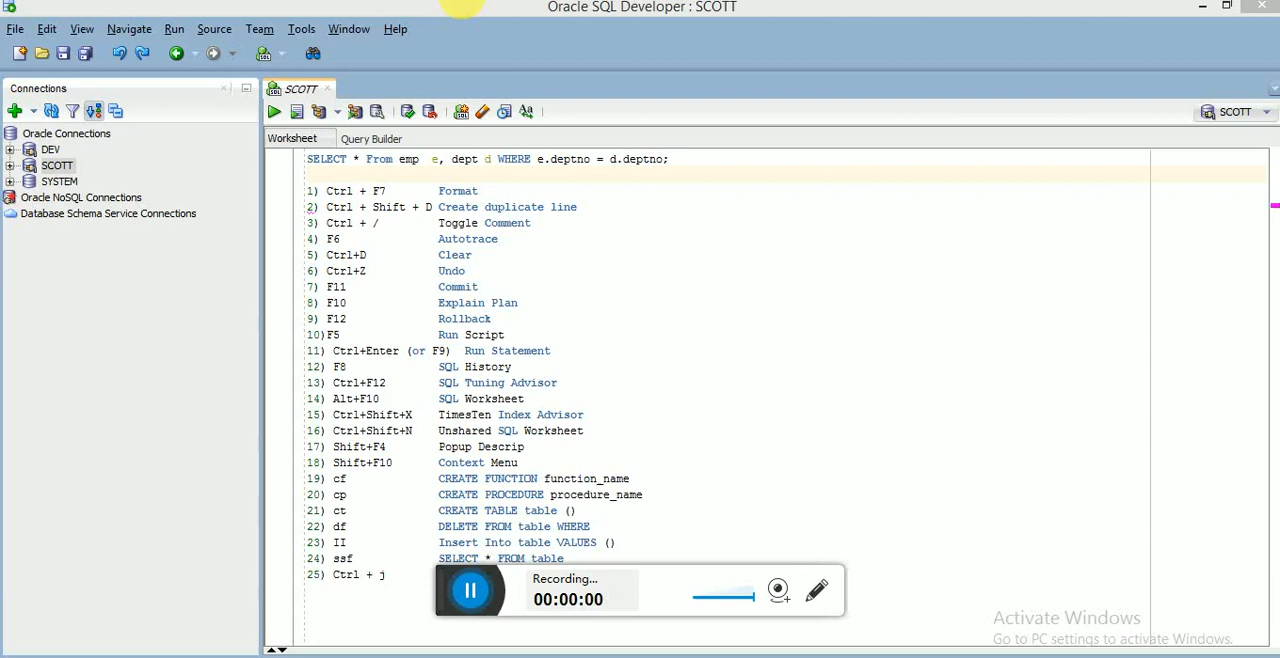 Oracle SQL Developer : SCOTT
File Edit View Navigate Run Source Team Tools Window Help
Connections
SCOTT
SCOTT
Oracle Connections
DEV
SCOTT
SYSTEM
Oracle NoSQL Connections
Database Schema Service Connections
Worksheet Query Builder
SELECT * From emp e, dept d WHERE e.deptno = d.deptno;
1) Ctrl + F7 Format
2) Ctrl + Shift + D Create duplicate line
3) Ctrl + / Toggle Comment
4) F6 Autotrace
5) Ctrl+D Clear
6) Ctrl+Z Undo
7) F11 Commit
8) F10 Explain Plan
9) F12 Rollback
10)F5 Run Script
11) Ctrl+Enter (or F9) Run Statement
12) F8 SQL History
13) Ctrl+F12 SQL Tuning Advisor
14) Alt+F10 SQL Worksheet
15) Ctrl+Shift+X TimesTen Index Advisor
16) Ctrl+Shift+N Unshared SQL Worksheet
17) Shift+F4 Popup Descrip
18) Shift+F10 Context Menu
19) cf CREATE FUNCTION function_name
20) cp CREATE PROCEDURE procedure_name
21) ct CREATE TABLE table ()
22) df DELETE FROM table WHERE
23) II Insert Into table VALUES ()
24) ssf SELECT * FROM table
25) Ctrl + j
Recording...
00:00:00
Activate Windows
Go to PC settings to activate Windows.